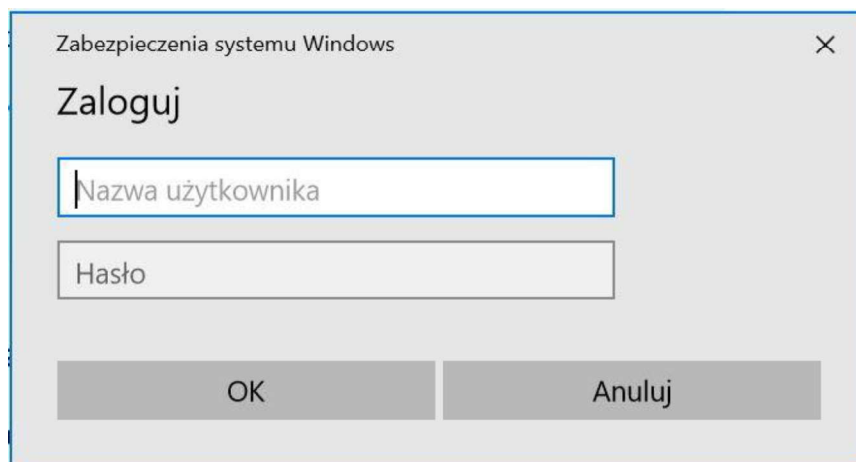 Zabezpieczenia systemu Windows
Zaloguj
Nazwa użytkownika
Hasło
OK
Anuluj